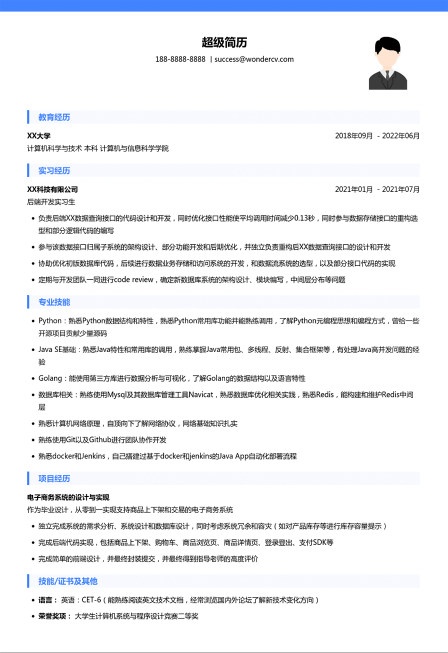 超级简历
188-8888-8888 | success@wondercv.com
教育经历
XX大学 2018年09月 - 2022年06月
计算机科学与技术 本科 计算机与信息科学学院
实习经历
XX科技有限公司 2021年01月 - 2021年07月
后端开发实习生
• 负责后端XX数据查询接口的代码设计和开发，同时优化接口性能使平均调用时间减少0.13秒，同时参与数据存储接口的重构选
型和部分逻辑代码的编写
• 参与该数据接口归属子系统的架构设计、部分功能开发和后期优化，并独立负责重构后XX数据查询接口的设计和开发
• 协助优化初版数据库代码，后续进行数据业务存储和访问系统的开发，和数据流系统的选型，以及部分接口代码的实现
• 定期与开发团队一同进行code review，确定新数据库系统的架构设计、模块编写，中间层分布等问题
专业技能
• Python：熟悉Python数据结构和特性，熟悉Python常用库功能并能熟练调用，了解Python元编程思想和编程方式，曾给一些
开源项目贡献少量源码
• Java SE基础：熟悉Java特性和常用库的调用，熟练掌握Java常用包、多线程、反射、集合框架等，有处理Java高并发问题的经
验
• Golang：能使用第三方库进行数据分析与可视化，了解Golang的数据结构以及语言特性
• 数据库相关：熟练使用Mysql及其数据库管理工具Navicat，熟悉数据库优化相关实践，熟悉Redis，能构建和维护Redis中间
层
• 熟悉计算机网络原理，自顶向下了解网络协议，网络基础知识扎实
• 熟练使用Git以及Github进行团队协作开发
• 熟悉docker和Jenkins，自己搭建过基于docker和jenkins的Java App自动化部署流程
项目经历
电子商务系统的设计与实现
作为毕业设计，从零到一实现支持商品上下架和交易的电子商务系统
• 独立完成系统的需求分析、系统设计和数据库设计，同时考虑系统冗余和容灾（如对产品库存等进行库存容量提示）
• 完成后端代码实现，包括商品上下架、购物车、商品浏览页、商品详情页、登录登出、支付SDK等
• 完成简单的前端设计，并最终封装提交，并最终得到指导老师的高度评价
技能/证书及其他
• 语言： 英语：CET-6（能熟练阅读英文技术文档，经常浏览国内外论坛了解新技术变化方向）
• 荣誉奖项： 大学生计算机系统与程序设计竞赛二等奖